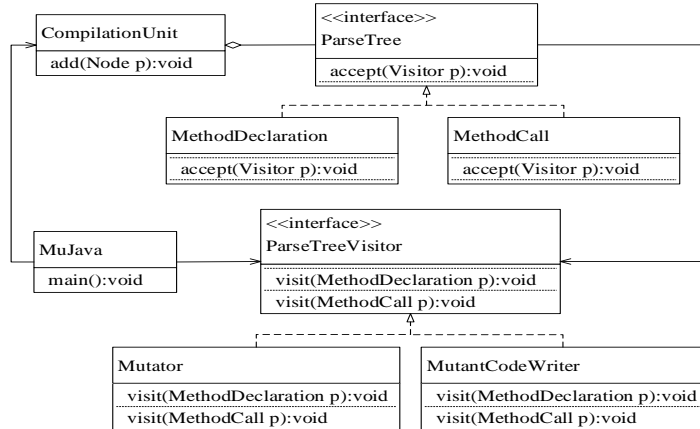 CompilationUnit
add(Node p):void
<<interface>>
ParseTree
accept(Visitor p):void
MethodDeclaration
accept(Visitor p):void
MethodCall
accept(Visitor p):void
MuJava
main():void
<<interface>>
ParseTreeVisitor
visit(MethodDeclaration p):void
visit(MethodCall p):void
Mutator
visit(MethodDeclaration p):void
visit(MethodCall p):void
MutantCodeWriter
visit(MethodDeclaration p):void
visit(MethodCall p):void